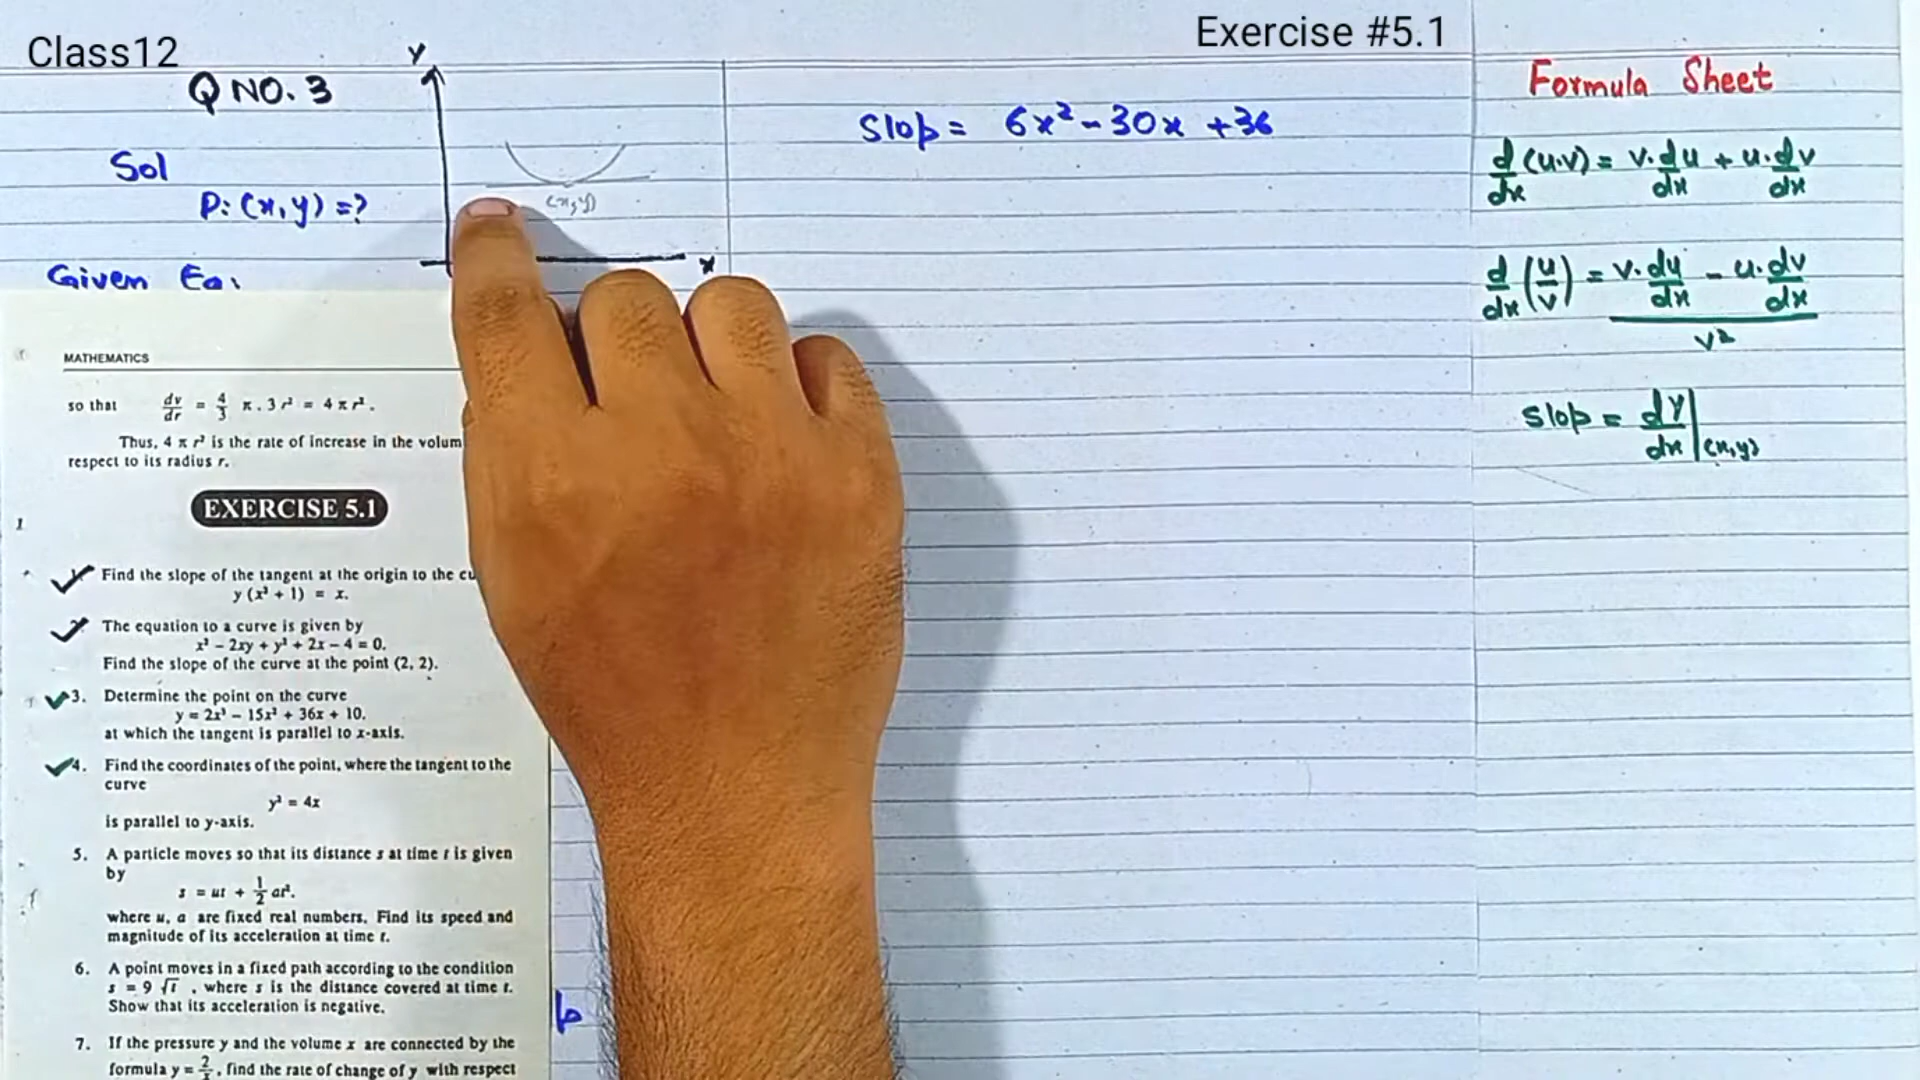 Class12
Exercise #5.1
Q NO. 3
Sol
P: (x, y) =?
Given Eq:
Y
(x,y)
x
Slop = 6x² - 30x + 36
Formula Sheet
d/dx (u.v) = v.du/dx + u.dv/dx
d/dx (u/v) = v.du/dx - u.dv/dx
v²
Slop = dy/dx|(x,y)
MATHEMATICS
so that dv/dr = 4/3 π . 3 r² = 4 π r².
Thus, 4 π r² is the rate of increase in the volum
respect to its radius r.
EXERCISE 5.1
1
Find the slope of the tangent at the origin to the cu
y (x³ + 1) = x.
The equation to a curve is given by
x² - 2xy + y² + 2x - 4 = 0.
Find the slope of the curve at the point (2, 2).
3. Determine the point on the curve
y = 2x³ - 15x² + 36x + 10.
at which the tangent is parallel to x-axis.
4. Find the coordinates of the point, where the tangent to the
curve
y² = 4x
is parallel to y-axis.
5. A particle moves so that its distance s at time t is given
by
s = ut + 1/2 at².
where u, a are fixed real numbers. Find its speed and
magnitude of its acceleration at time t.
6. A point moves in a fixed path according to the condition
s = 9 √t , where s is the distance covered at time t.
Show that its acceleration is negative.
7. If the pressure y and the volume x are connected by the
formula y = 2/x , find the rate of change of y with respect